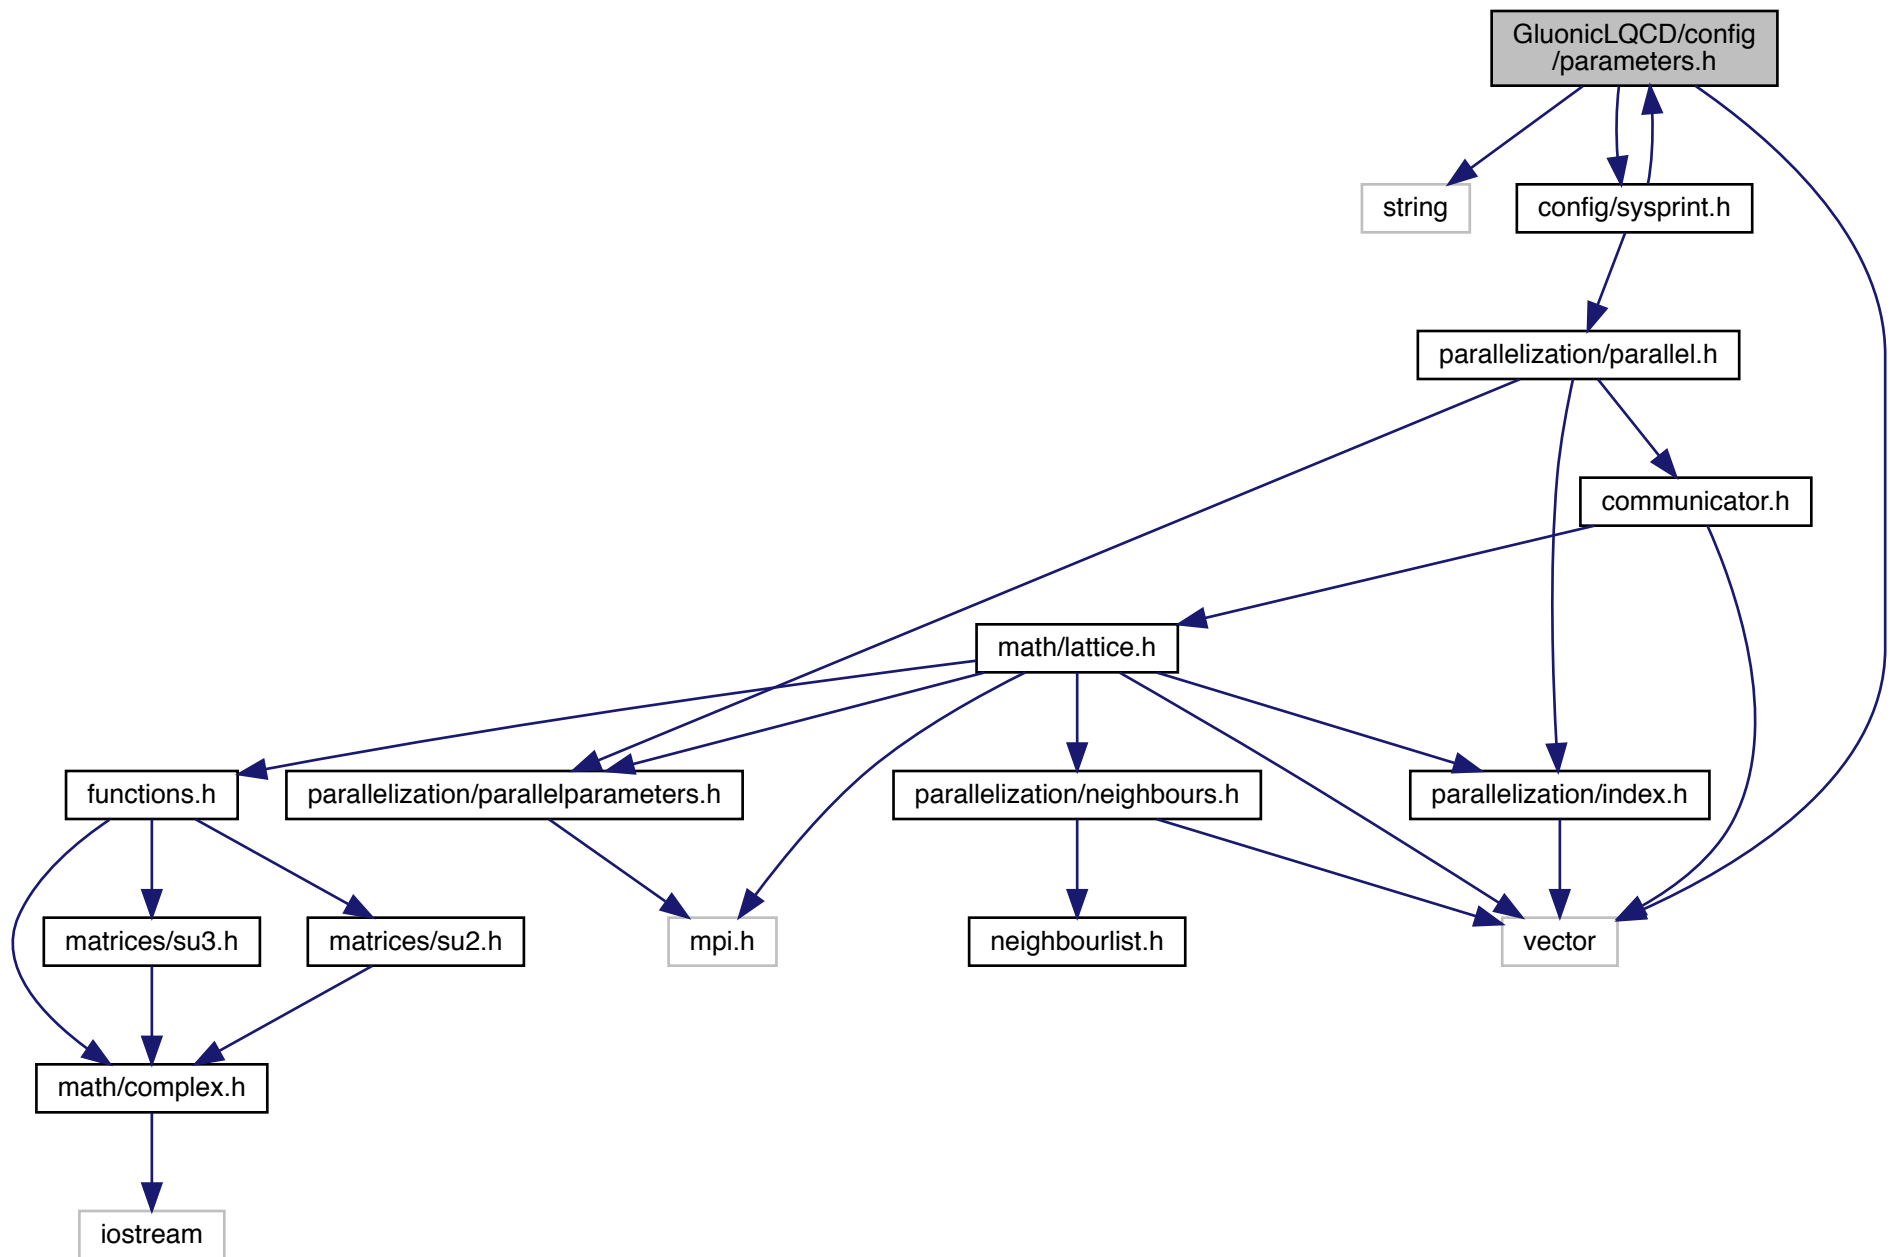 GluonicLQCD/config
/parameters.h
string
config/sysprint.h
parallelization/parallel.h
communicator.h
math/lattice.h
functions.h
parallelization/parallelparameters.h
parallelization/neighbours.h
parallelization/index.h
matrices/su3.h
matrices/su2.h
mpi.h
neighbourlist.h
vector
math/complex.h
iostream